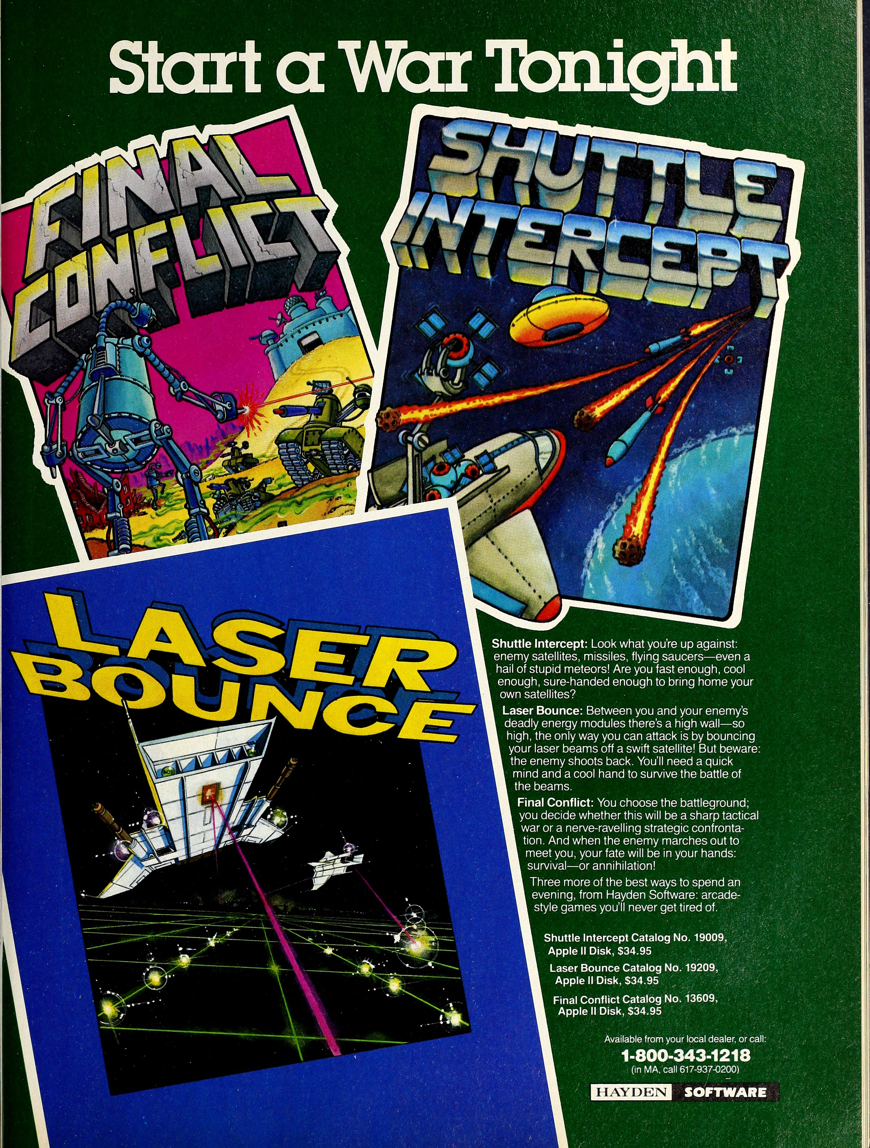 Start a War Tonight
FINAL
CONFLICT
SHUTTLE
INTERCEPT
LASER
BOUNCE
Shuttle Intercept: Look what you're up against:
enemy satellites, missiles, flying saucers—even a
hail of stupid meteors! Are you fast enough, cool
enough, sure-handed enough to bring home your
own satellites?
Laser Bounce: Between you and your enemy's
deadly energy modules there's a high wall—so
high, the only way you can attack is by bouncing
your laser beams off a swift satellite! But beware:
the enemy shoots back. You'll need a quick
mind and a cool hand to survive the battle of
the beams.
Final Conflict: You choose the battleground;
you decide whether this will be a sharp tactical
war or a nerve-ravelling strategic confronta-
tion. And when the enemy marches out to
meet you, your fate will be in your hands:
survival—or annihilation!
Three more of the best ways to spend an
evening, from Hayden Software: arcade-
style games you'll never get tired of.
Shuttle Intercept Catalog No. 19009,
Apple II Disk, $34.95
Laser Bounce Catalog No. 19209,
Apple II Disk, $34.95
Final Conflict Catalog No. 13609,
Apple II Disk, $34.95
Available from your local dealer, or call:
1-800-343-1218
(in MA, call 617-937-0200)
HAYDEN SOFTWARE